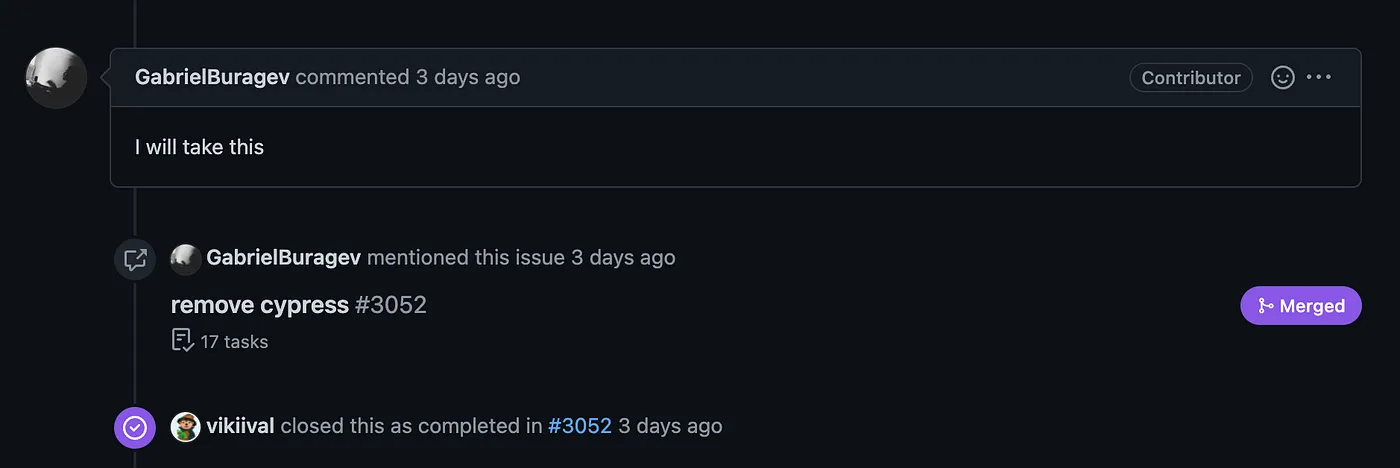 GabrielBuragev commented 3 days ago Contributor
I will take this
GabrielBuragev mentioned this issue 3 days ago
remove cypress #3052 Merged
17 tasks
vikiival closed this as completed in #3052 3 days ago